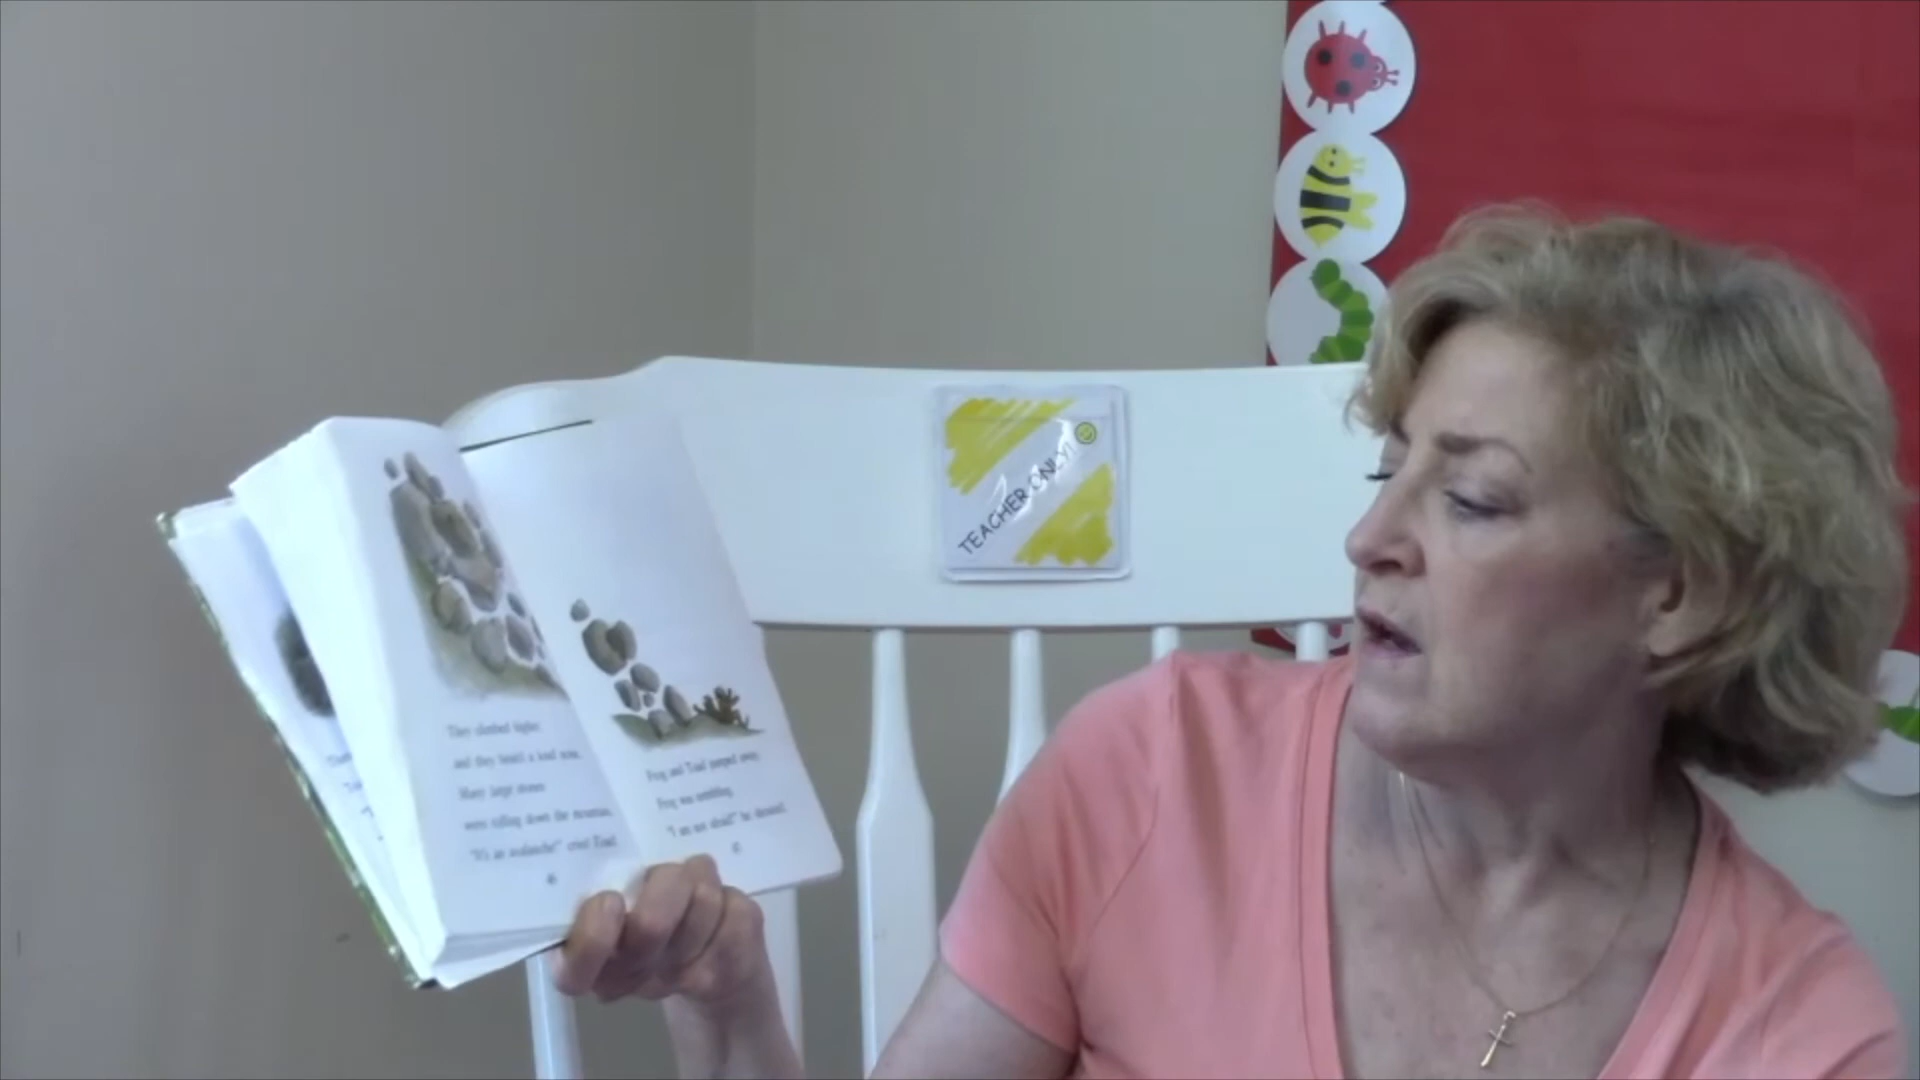 TEACHER ONLY!
They climbed higher,
and they heard a loud noise.
Many large stones
were rolling down the mountain.
"It's an avalanche!" cried Toad.
Frog and Toad jumped away.
Frog was trembling.
"I am not afraid!" he shouted.